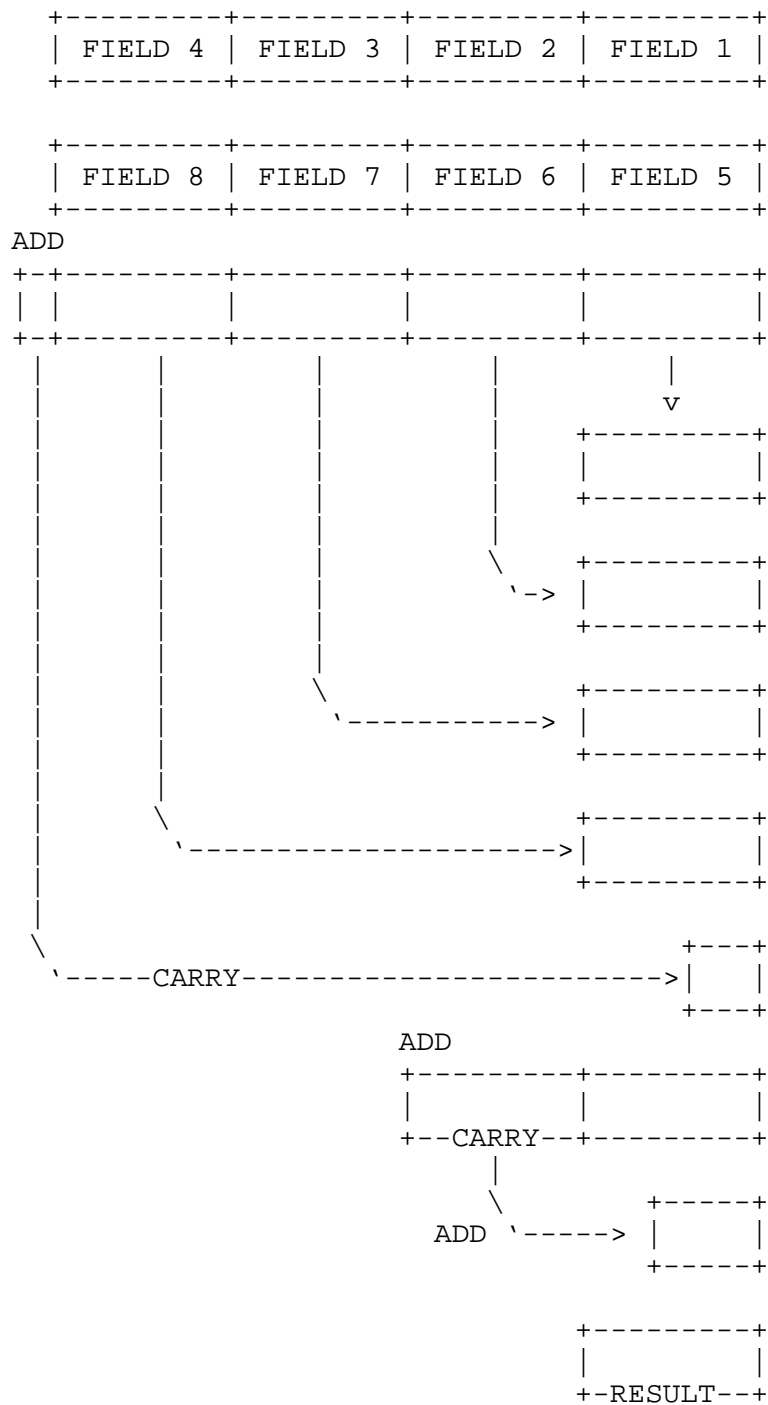 FIELD 4 FIELD 3 FIELD 2 FIELD 1
FIELD 8 FIELD 7 FIELD 6 FIELD 5
ADD
v
CARRY
ADD
CARRY
ADD
RESULT